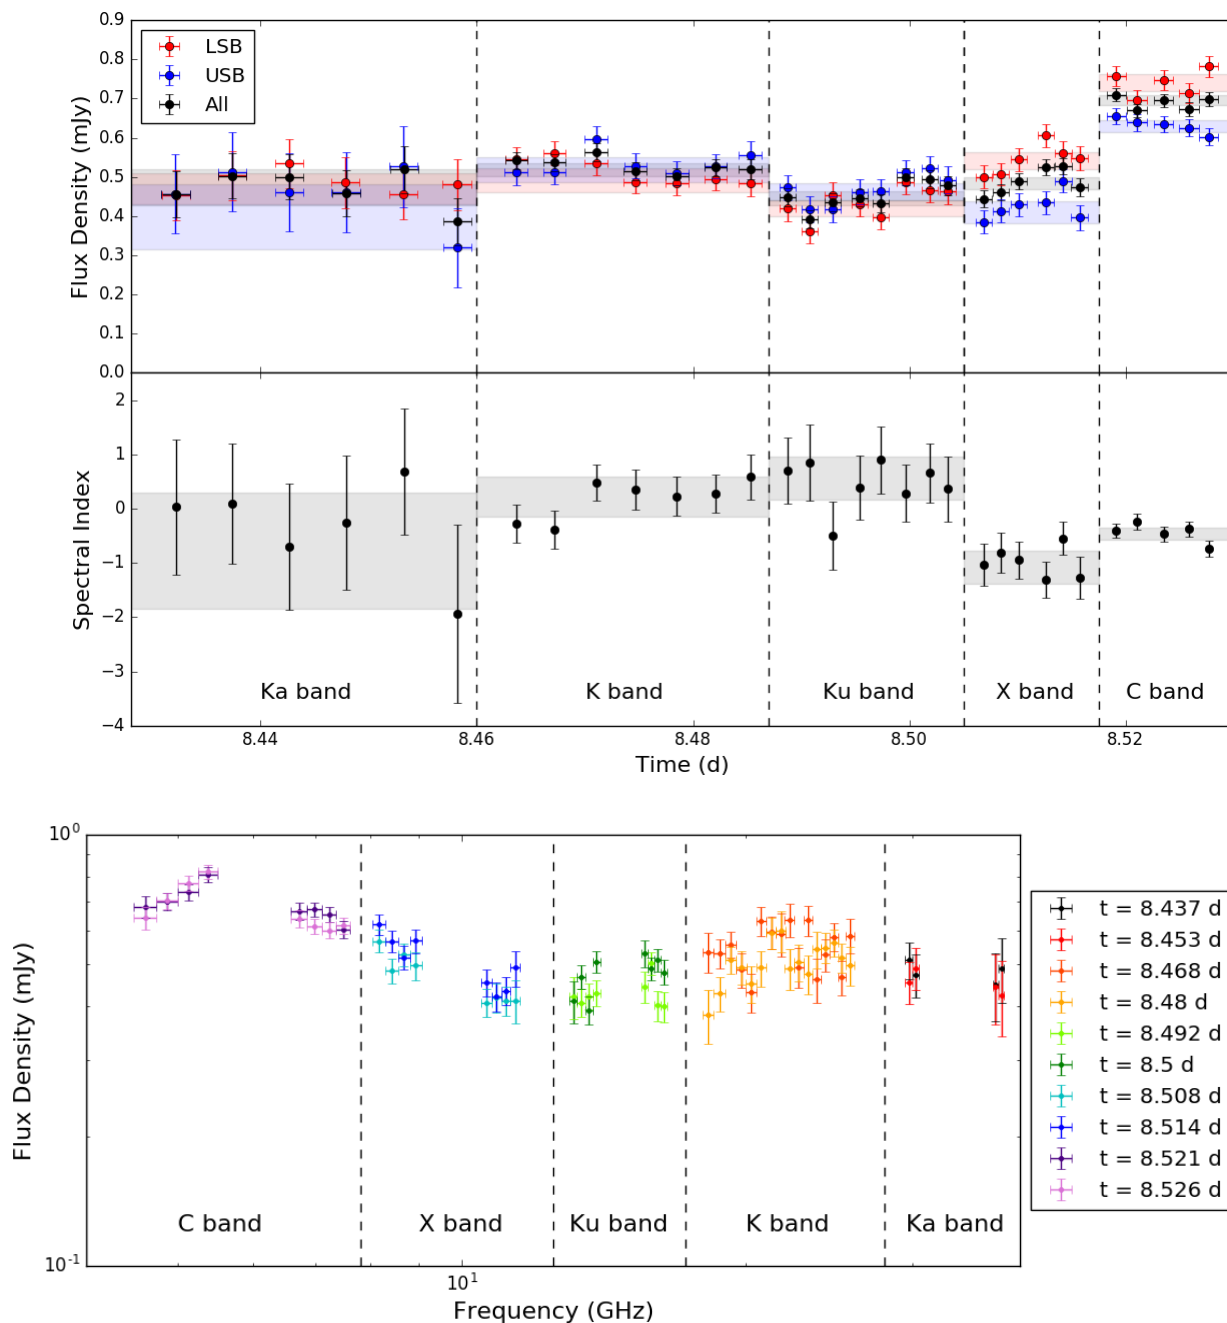 0.9
0.8
0.7
0.6
0.5
0.4
0.3
0.2
0.1
0.0
Flux Density (mJy)
LSB
USB
All
2
1
0
−1
−2
−3
−4
Spectral Index
Ka band
K band
Ku band
X band
C band
8.44
8.46
8.48
8.50
8.52
Time (d)
10^0
10^-1
Flux Density (mJy)
C band
X band
Ku band
K band
Ka band
10^1
Frequency (GHz)
t = 8.437 d
t = 8.453 d
t = 8.468 d
t = 8.48 d
t = 8.492 d
t = 8.5 d
t = 8.508 d
t = 8.514 d
t = 8.521 d
t = 8.526 d